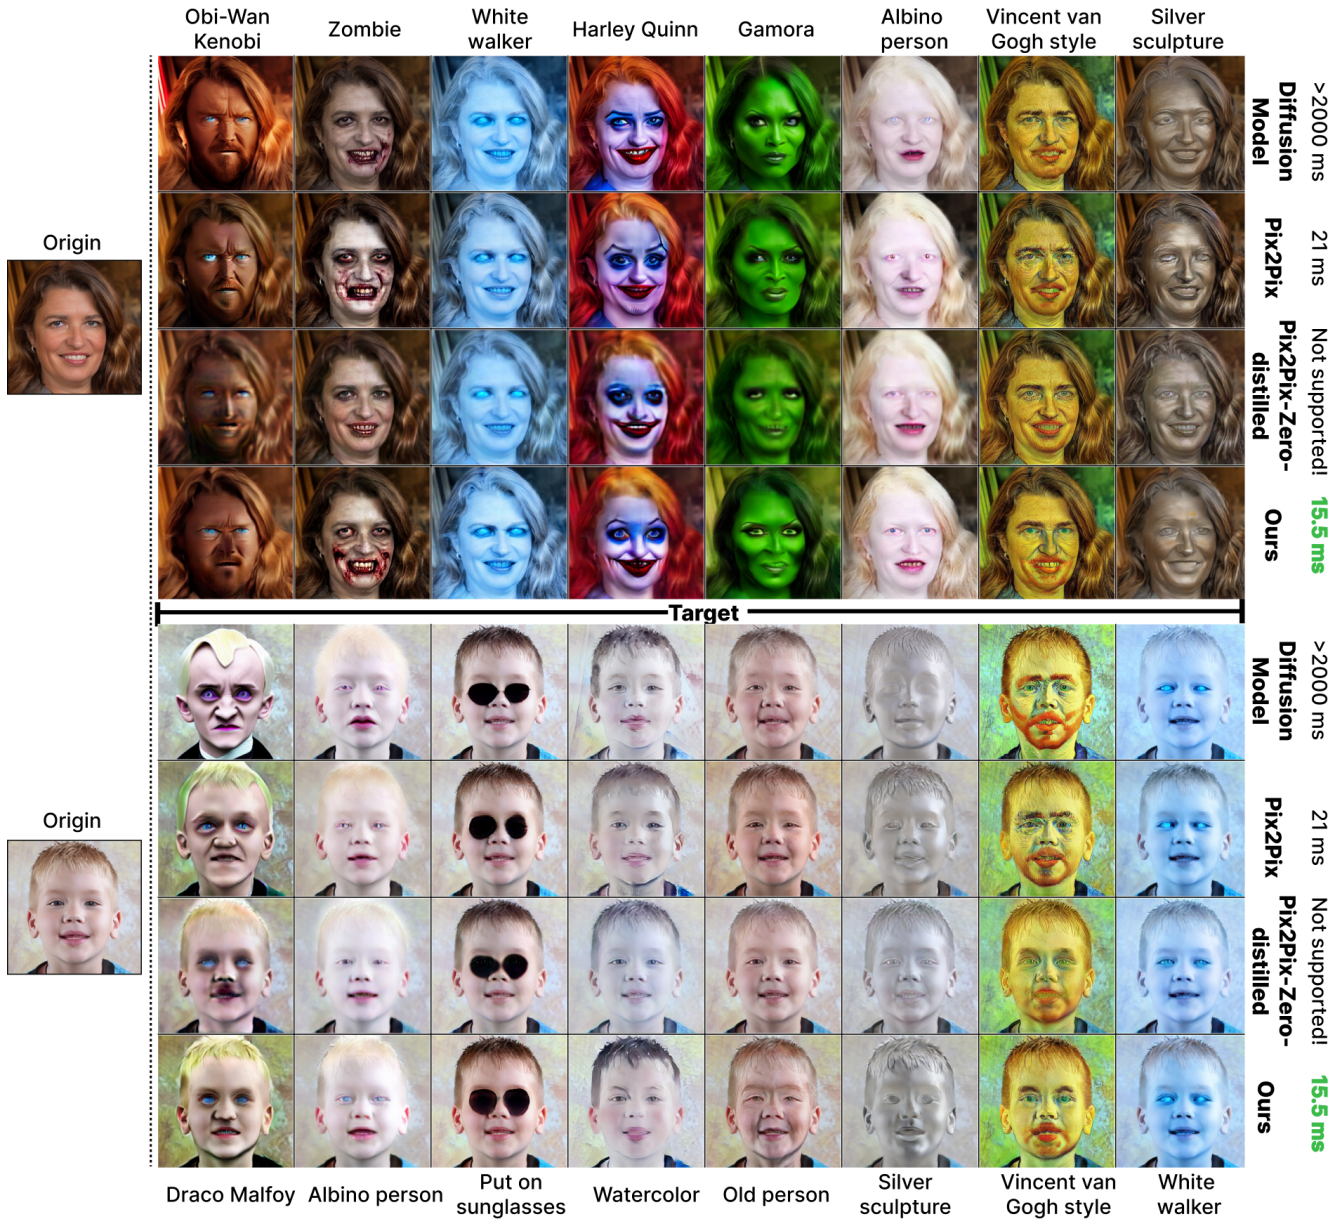 Obi-Wan
Kenobi
Zombie
White
walker
Harley Quinn
Gamora
Albino
person
Vincent van
Gogh style
Silver
sculpture
Origin
Diffusion
Model
>2000 ms
Pix2Pix
21 ms
Pix2Pix-Zero-
distilled
Not supported!
Ours
15.5 ms
Target
Origin
Diffusion
Model
>2000 ms
Pix2Pix
21 ms
Pix2Pix-Zero-
distilled
Not supported!
Ours
15.5 ms
Draco Malfoy
Albino person
Put on
sunglasses
Watercolor
Old person
Silver
sculpture
Vincent van
Gogh style
White
walker